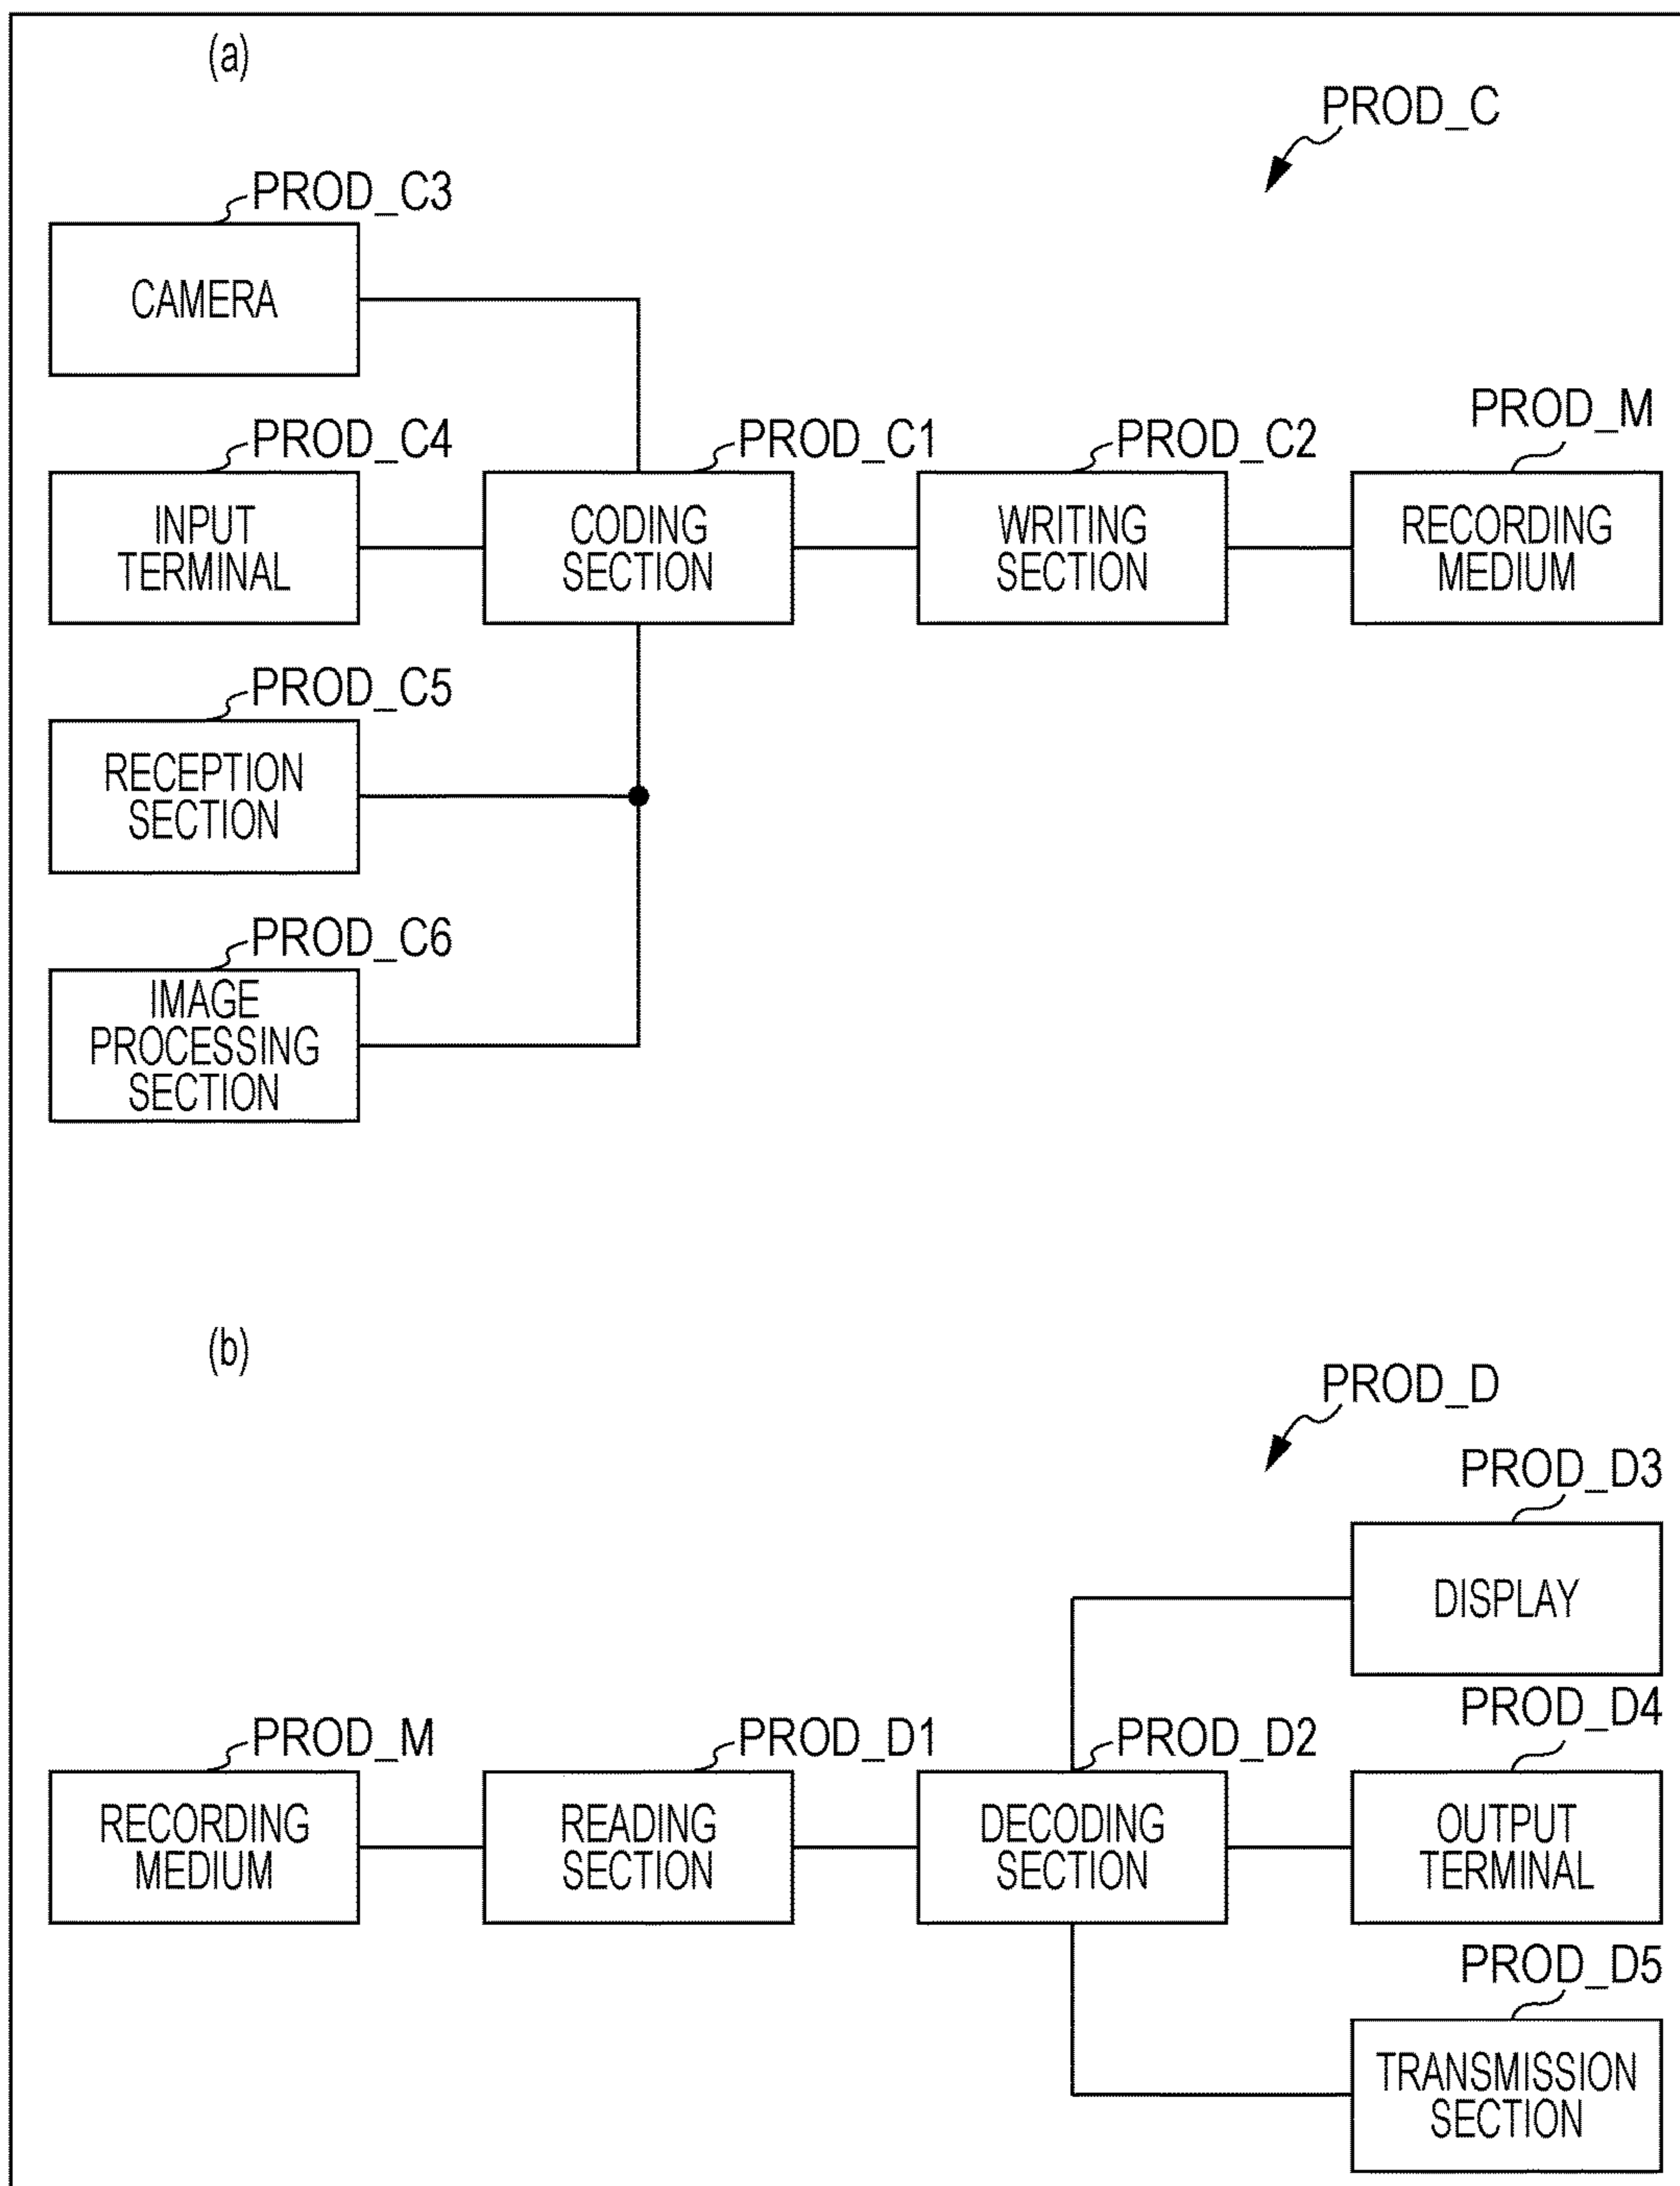 (a)
PROD_C
PROD_C3
CAMERA
PROD_C4
INPUT
TERMINAL
PROD_C1
CODING
SECTION
PROD_C2
WRITING
SECTION
PROD_M
RECORDING
MEDIUM
PROD_C5
RECEPTION
SECTION
PROD_C6
IMAGE
PROCESSING
SECTION
(b)
PROD_D
PROD_D3
DISPLAY
PROD_M
RECORDING
MEDIUM
PROD_D1
READING
SECTION
PROD_D2
DECODING
SECTION
PROD_D4
OUTPUT
TERMINAL
PROD_D5
TRANSMISSION
SECTION